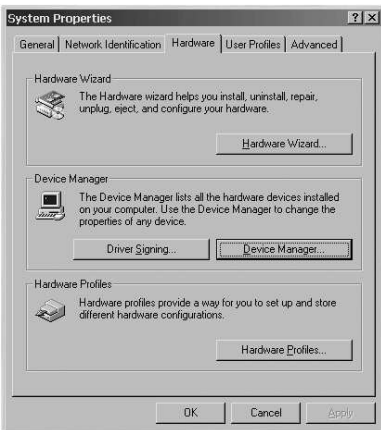 System Properties
General Network Identification Hardware User Profiles Advanced
Hardware Wizard
The Hardware wizard helps you install, uninstall, repair,
unplug, eject, and configure your hardware.
Hardware Wizard...
Device Manager
The Device Manager lists all the hardware devices installed
on your computer. Use the Device Manager to change the
properties of any device.
Driver Signing... Device Manager...
Hardware Profiles
Hardware profiles provide a way for you to set up and store
different hardware configurations.
Hardware Profiles...
OK Cancel Apply